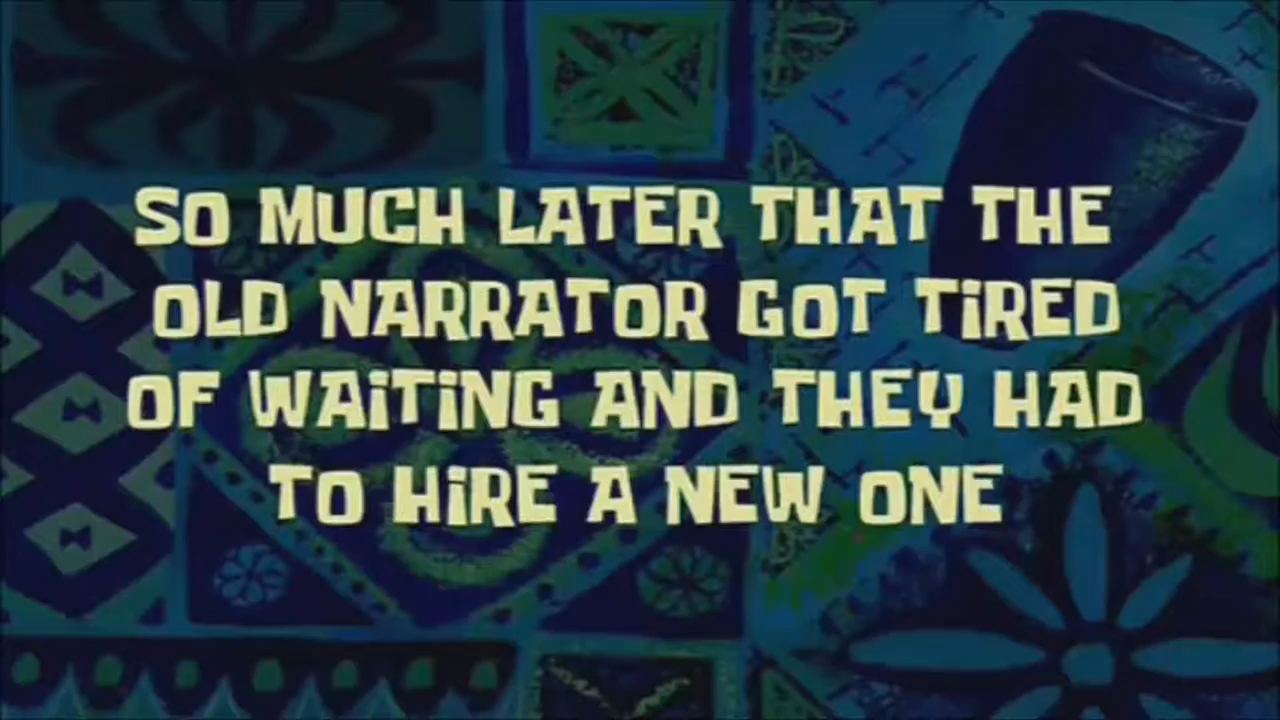 SO MUCH LATER THAT THE
OLD NARRATOR GOT TiRED
OF WAiTiNG AND THEY HAD
TO HiRE A NEW ONE